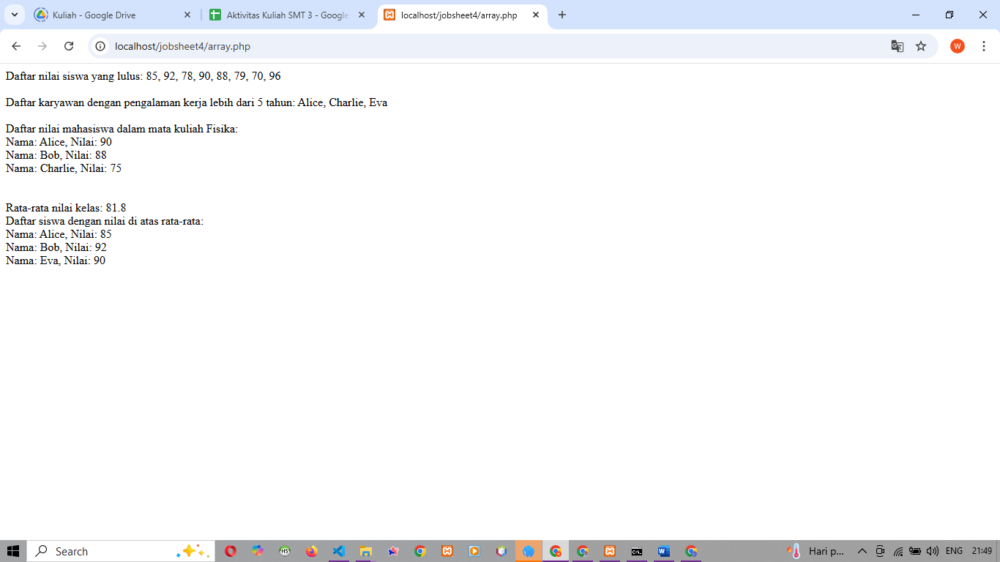 Kuliah - Google Drive
Aktivitas Kuliah SMT 3 - Google
localhost/jobsheet4/array.php
localhost/jobsheet4/array.php
W
Daftar nilai siswa yang lulus: 85, 92, 78, 90, 88, 79, 70, 96
Daftar karyawan dengan pengalaman kerja lebih dari 5 tahun: Alice, Charlie, Eva
Daftar nilai mahasiswa dalam mata kuliah Fisika:
Nama: Alice, Nilai: 90
Nama: Bob, Nilai: 88
Nama: Charlie, Nilai: 75
Rata-rata nilai kelas: 81.8
Daftar siswa dengan nilai di atas rata-rata:
Nama: Alice, Nilai: 85
Nama: Bob, Nilai: 92
Nama: Eva, Nilai: 90
Search
HS
Hari p...
ENG
21:49